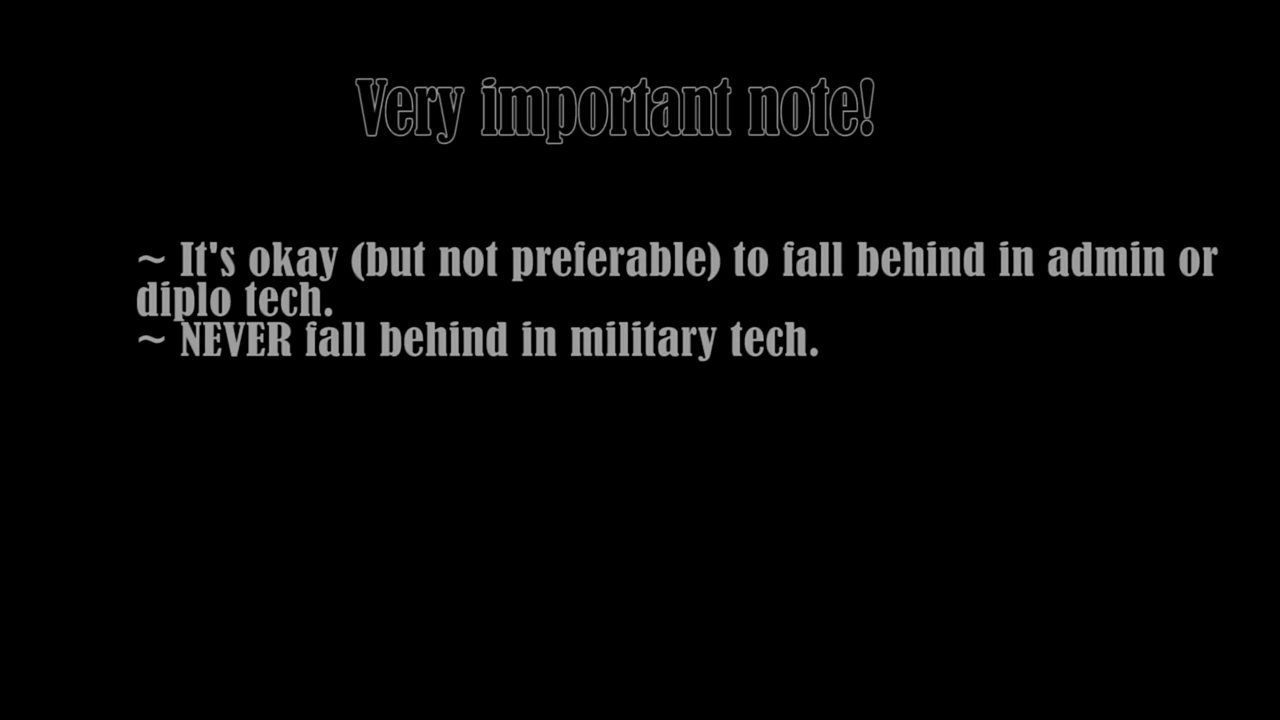 Very important note!
~ It's okay (but not preferable) to fall behind in admin or
diplo tech.
~ NEVER fall behind in military tech.